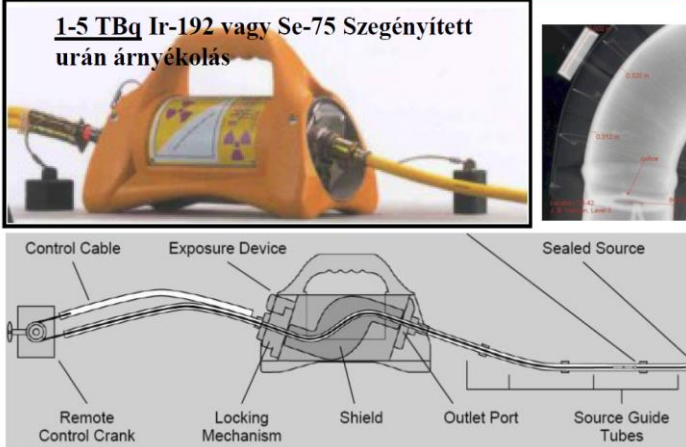 1-5 TBq Ir-192 vagy Se-75 Szegényített
urán árnyékolás
Control Cable
Exposure Device
Sealed Source
Remote
Control Crank
Locking
Mechanism
Shield
Outlet Port
Source Guide
Tubes